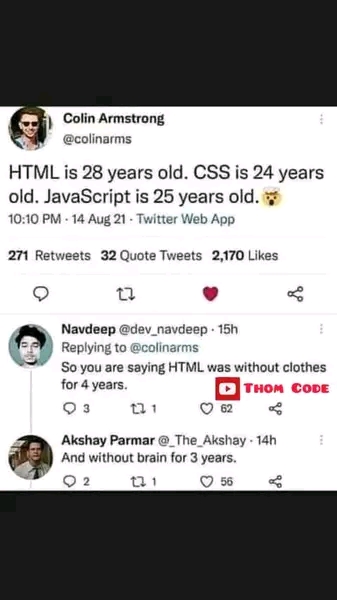 Colin Armstrong
@colinarms
HTML is 28 years old. CSS is 24 years
old. JavaScript is 25 years old.🤯
10:10 PM · 14 Aug 21 · Twitter Web App
271 Retweets 32 Quote Tweets 2,170 Likes
Navdeep @dev_navdeep · 15h
Replying to @colinarms
So you are saying HTML was without clothes
for 4 years.
Thom Code
3 1 62
Akshay Parmar @_The_Akshay · 14h
And without brain for 3 years.
2 1 56